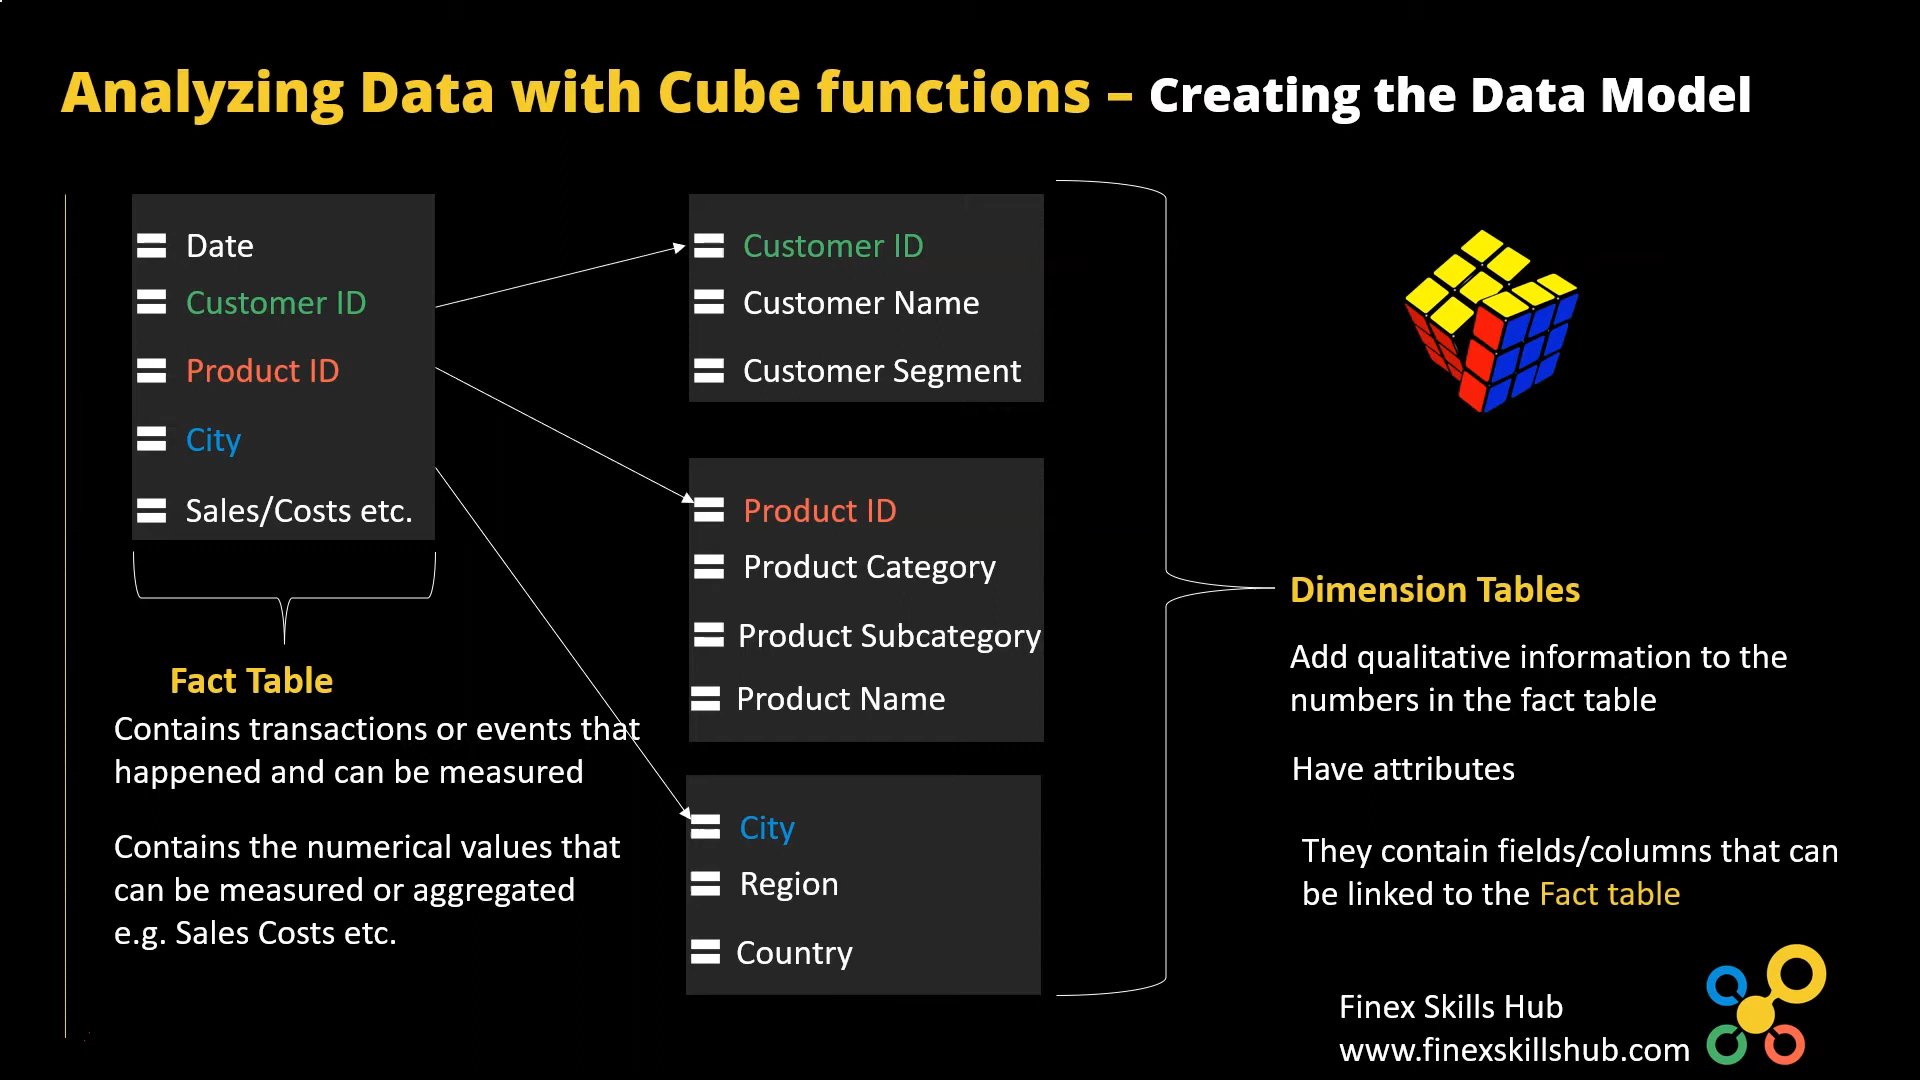 Analyzing Data with Cube functions – Creating the Data Model
Date
Customer ID
Product ID
City
Sales/Costs etc.
Fact Table
Contains transactions or events that
happened and can be measured
Contains the numerical values that
can be measured or aggregated
e.g. Sales Costs etc.
Customer ID
Customer Name
Customer Segment
Product ID
Product Category
Product Subcategory
Product Name
City
Region
Country
Dimension Tables
Add qualitative information to the
numbers in the fact table
Have attributes
They contain fields/columns that can
be linked to the Fact table
Finex Skills Hub
www.finexskillshub.com